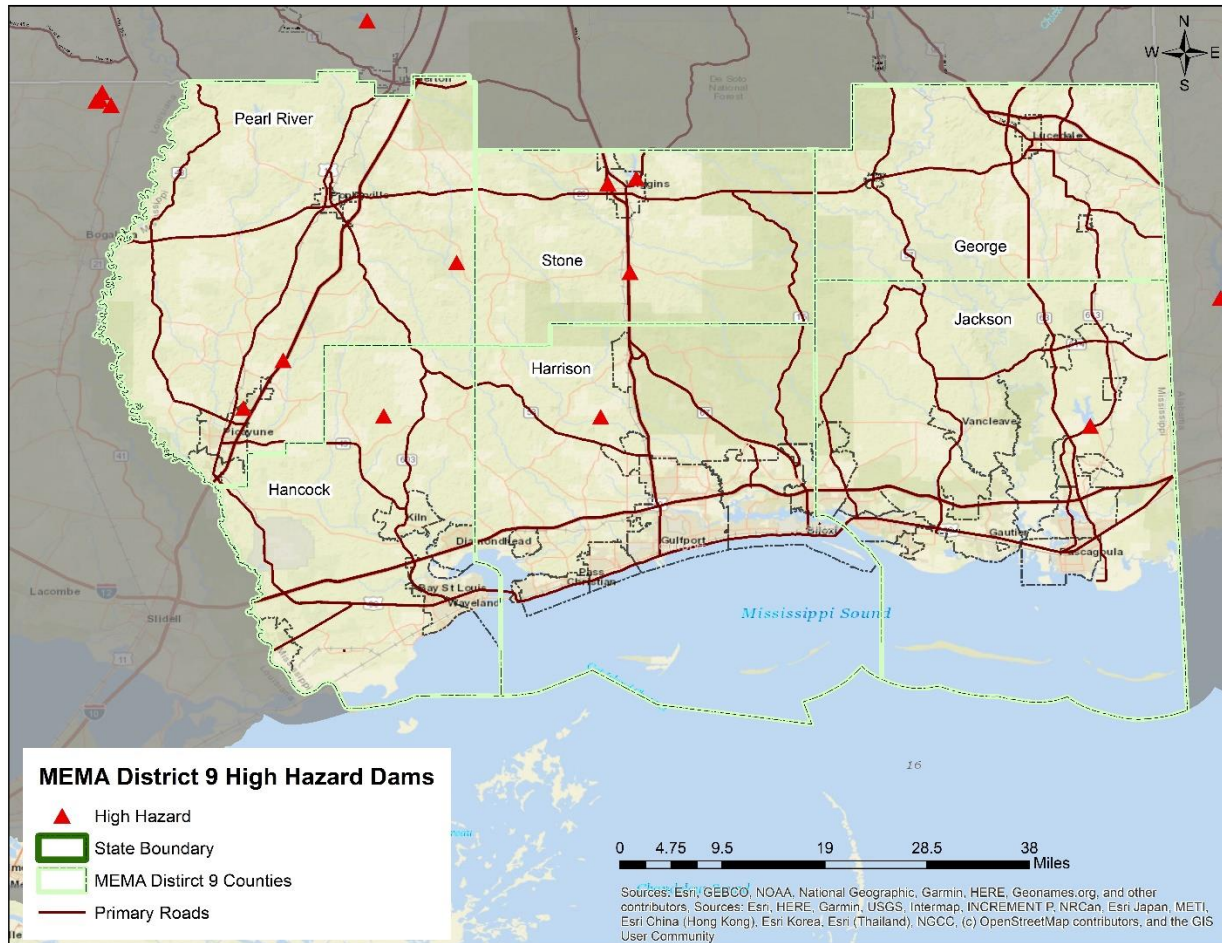 N
W E
S
De Soto
National
Forest
Pearl River
Lucedale
Stone
George
Jackson
Harrison
Vancleave
Picayune
Hancock
Kiln
Diamondhead
Gulfport
Biloxi
Gautier
Pascagoula
Pass
Christian
Bay St Louis
Waveland
Lacombe
Slidell
Mississippi Sound
16
MEMA District 9 High Hazard Dams
High Hazard
State Boundary
MEMA Distirct 9 Counties
Primary Roads
0 4.75 9.5 19 28.5 38
Miles
Sources: Esri, GEBCO, NOAA, National Geographic, Garmin, HERE, Geonames.org, and other
contributors, Sources: Esri, HERE, Garmin, USGS, Intermap, INCREMENT P, NRCan, Esri Japan, METI,
Esri China (Hong Kong), Esri Korea, Esri (Thailand), NGCC, (c) OpenStreetMap contributors, and the GIS
User Community